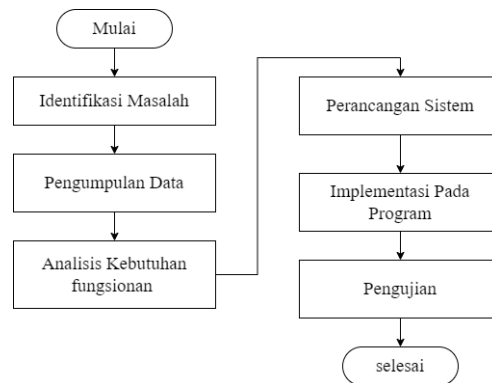 Mulai
Identifikasi Masalah
Pengumpulan Data
Analisis Kebutuhan
fungsionan
Perancangan Sistem
Implementasi Pada
Program
Pengujian
selesai